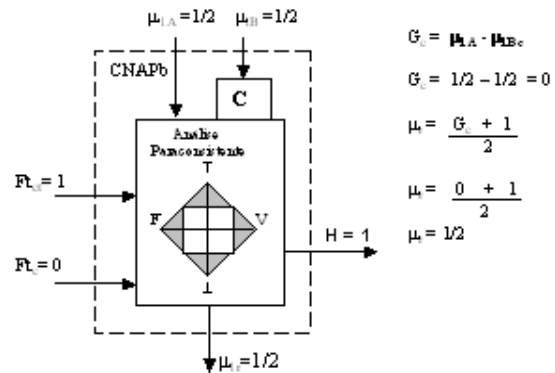 μ1A = 1/2
μ1B = 1/2
CNAPb
C
Análise
Paraconsistente
T
F
V
⊥
Ftct = 1
Ftc = 0
H = 1
μ1r = 1/2
Gc = μ1A - μ1Bc
Gc = 1/2 – 1/2 = 0
μr = Gc + 1
2
μr = 0 + 1
2
μr = 1/2